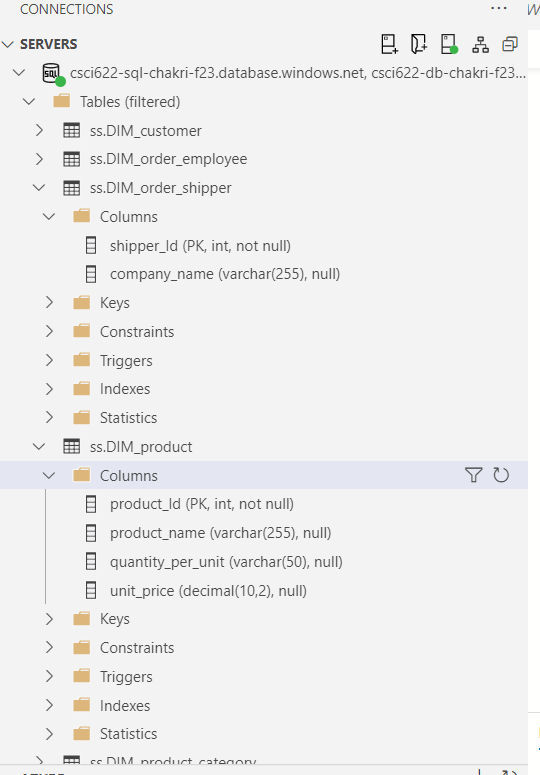 CONNECTIONS
SERVERS
SQL
csci622-sql-chakri-f23.database.windows.net, csci622-db-chakri-f23...
Tables (filtered)
ss.DIM_customer
ss.DIM_order_employee
ss.DIM_order_shipper
Columns
shipper_Id (PK, int, not null)
company_name (varchar(255), null)
Keys
Constraints
Triggers
Indexes
Statistics
ss.DIM_product
Columns
product_Id (PK, int, not null)
product_name (varchar(255), null)
quantity_per_unit (varchar(50), null)
unit_price (decimal(10,2), null)
Keys
Constraints
Triggers
Indexes
Statistics
ss.DIM_product_category